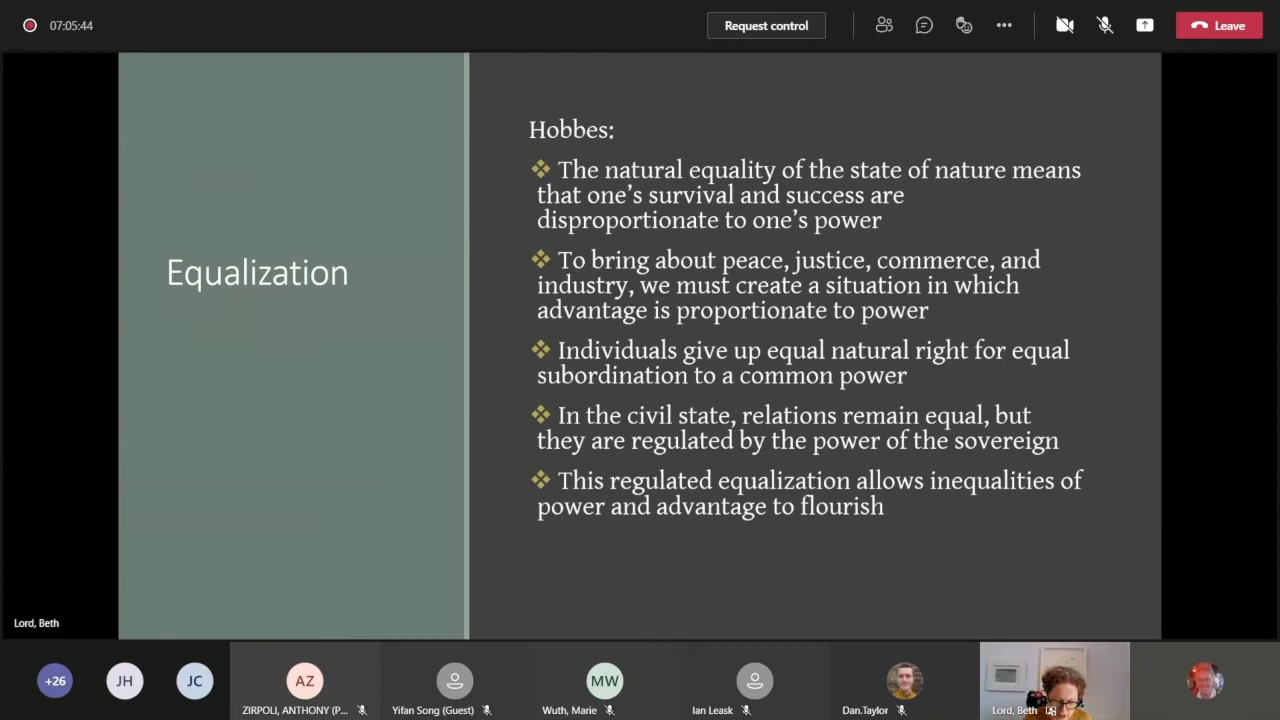 07:05:44
Request control
Leave
Equalization
Hobbes:
❖ The natural equality of the state of nature means
that one’s survival and success are
disproportionate to one’s power
❖ To bring about peace, justice, commerce, and
industry, we must create a situation in which
advantage is proportionate to power
❖ Individuals give up equal natural right for equal
subordination to a common power
❖ In the civil state, relations remain equal, but
they are regulated by the power of the sovereign
❖ This regulated equalization allows inequalities of
power and advantage to flourish
Lord, Beth
+26
JH
JC
AZ
MW
ZIRPOLI, ANTHONY (P...
Yifan Song (Guest)
Wuth, Marie
Ian Leask
Dan.Taylor
Lord, Beth